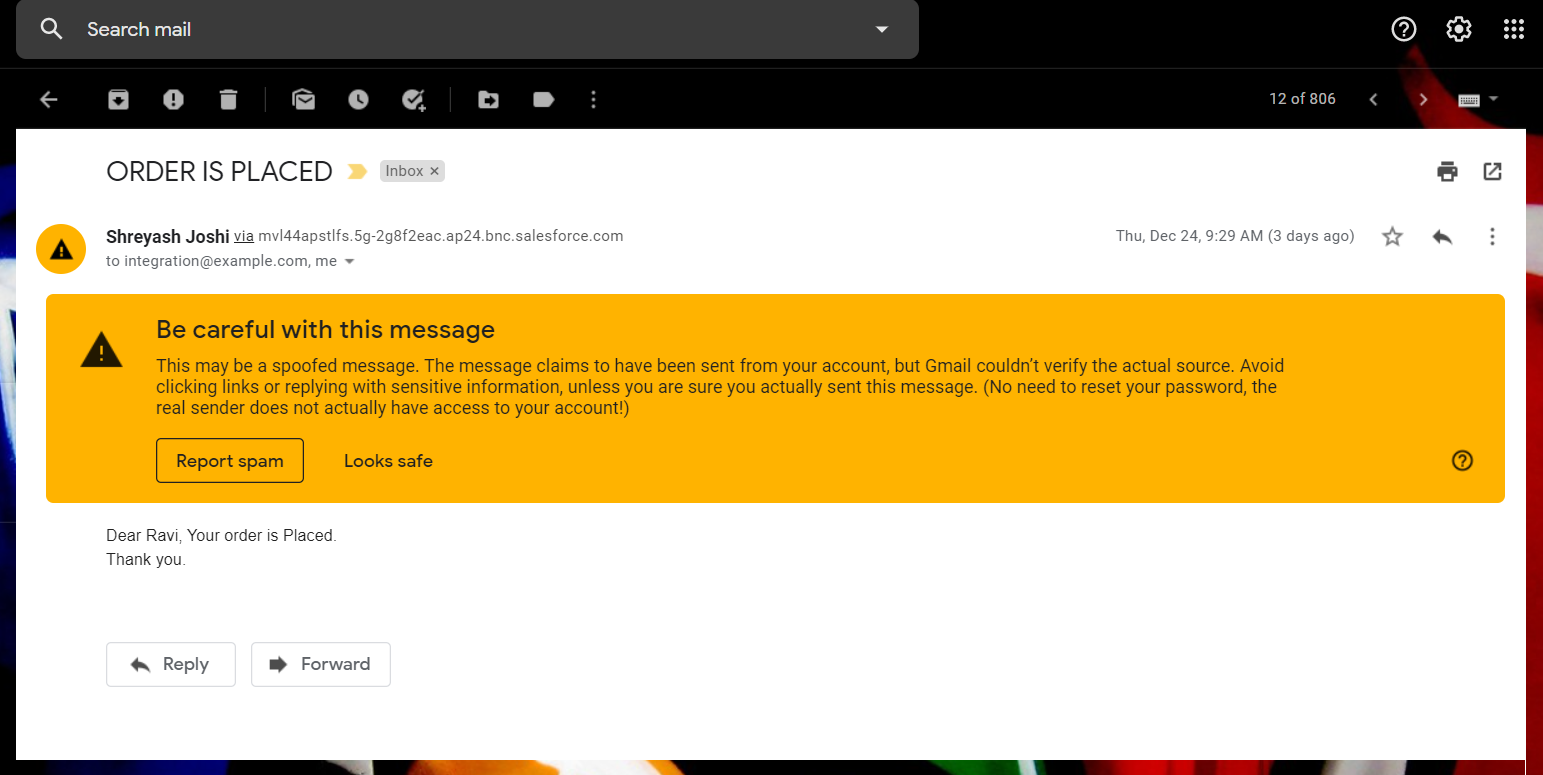 Search mail
12 of 806
ORDER IS PLACED Inbox ×
Shreyash Joshi via mvl44apstlfs.5g-2g8f2eac.ap24.bnc.salesforce.com Thu, Dec 24, 9:29 AM (3 days ago)
to integration@example.com, me
Be careful with this message
This may be a spoofed message. The message claims to have been sent from your account, but Gmail couldn’t verify the actual source. Avoid
clicking links or replying with sensitive information, unless you are sure you actually sent this message. (No need to reset your password, the
real sender does not actually have access to your account!)
Report spam Looks safe
Dear Ravi, Your order is Placed.
Thank you.
Reply Forward